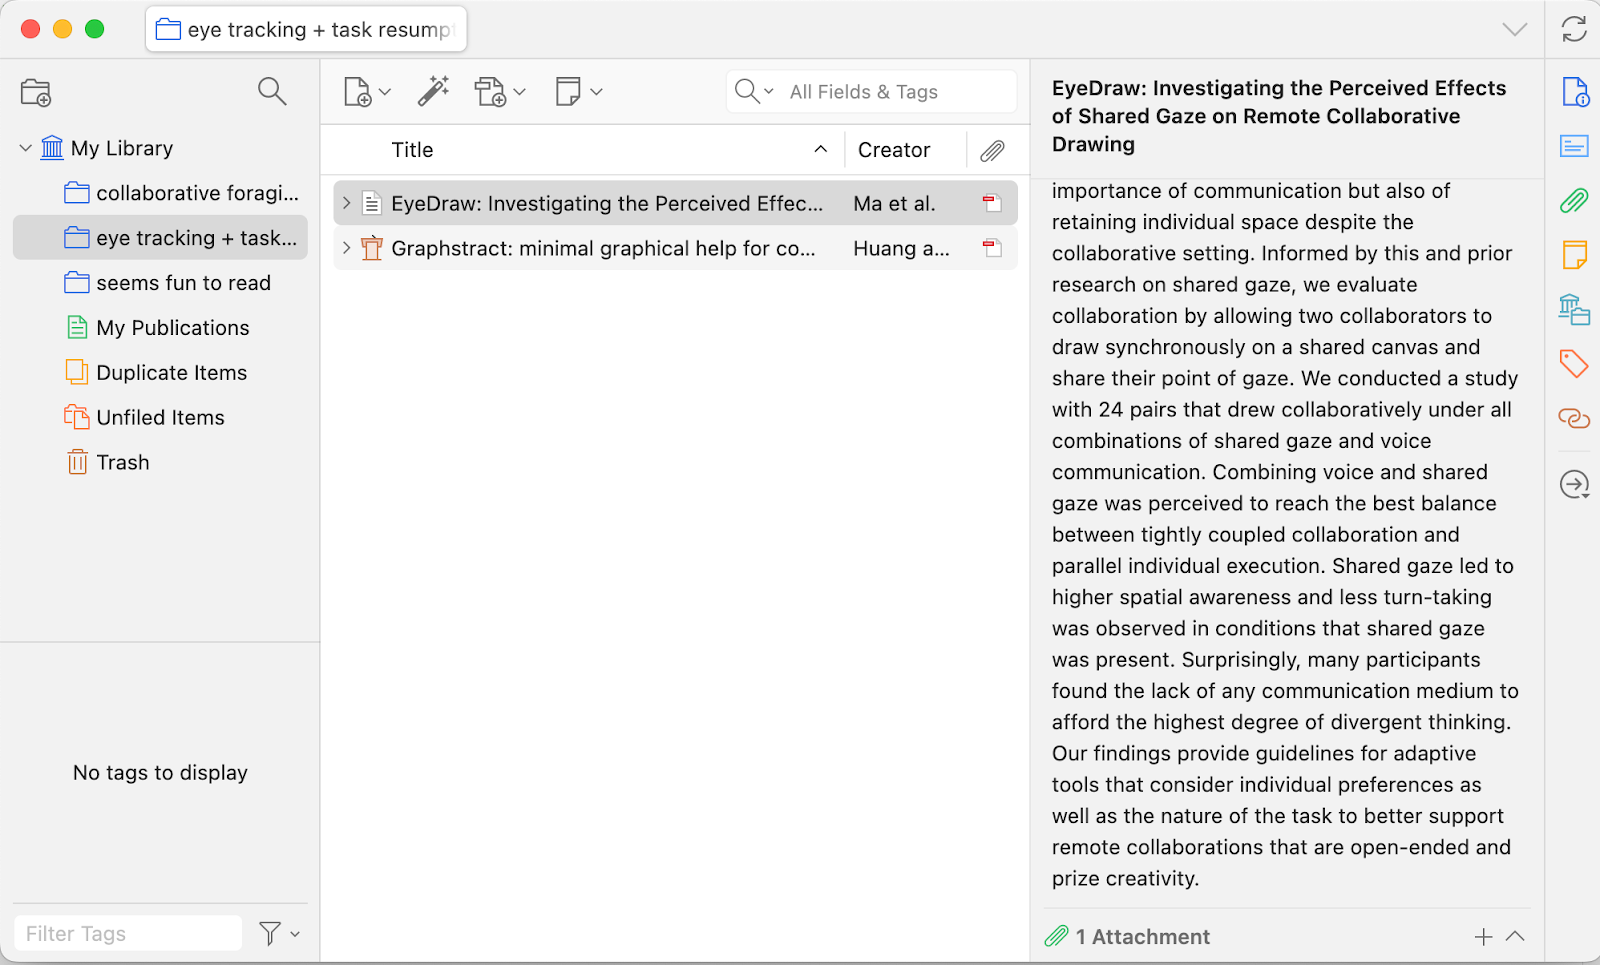 eye tracking + task resump
My Library
collaborative foragi...
eye tracking + task...
seems fun to read
My Publications
Duplicate Items
Unfiled Items
Trash
No tags to display
Filter Tags
All Fields & Tags
Title
Creator
EyeDraw: Investigating the Perceived Effec...
Ma et al.
Graphstract: minimal graphical help for co...
Huang a...
EyeDraw: Investigating the Perceived Effects
of Shared Gaze on Remote Collaborative
Drawing
importance of communication but also of
retaining individual space despite the
collaborative setting. Informed by this and prior
research on shared gaze, we evaluate
collaboration by allowing two collaborators to
draw synchronously on a shared canvas and
share their point of gaze. We conducted a study
with 24 pairs that drew collaboratively under all
combinations of shared gaze and voice
communication. Combining voice and shared
gaze was perceived to reach the best balance
between tightly coupled collaboration and
parallel individual execution. Shared gaze led to
higher spatial awareness and less turn-taking
was observed in conditions that shared gaze
was present. Surprisingly, many participants
found the lack of any communication medium to
afford the highest degree of divergent thinking.
Our findings provide guidelines for adaptive
tools that consider individual preferences as
well as the nature of the task to better support
remote collaborations that are open-ended and
prize creativity.
1 Attachment